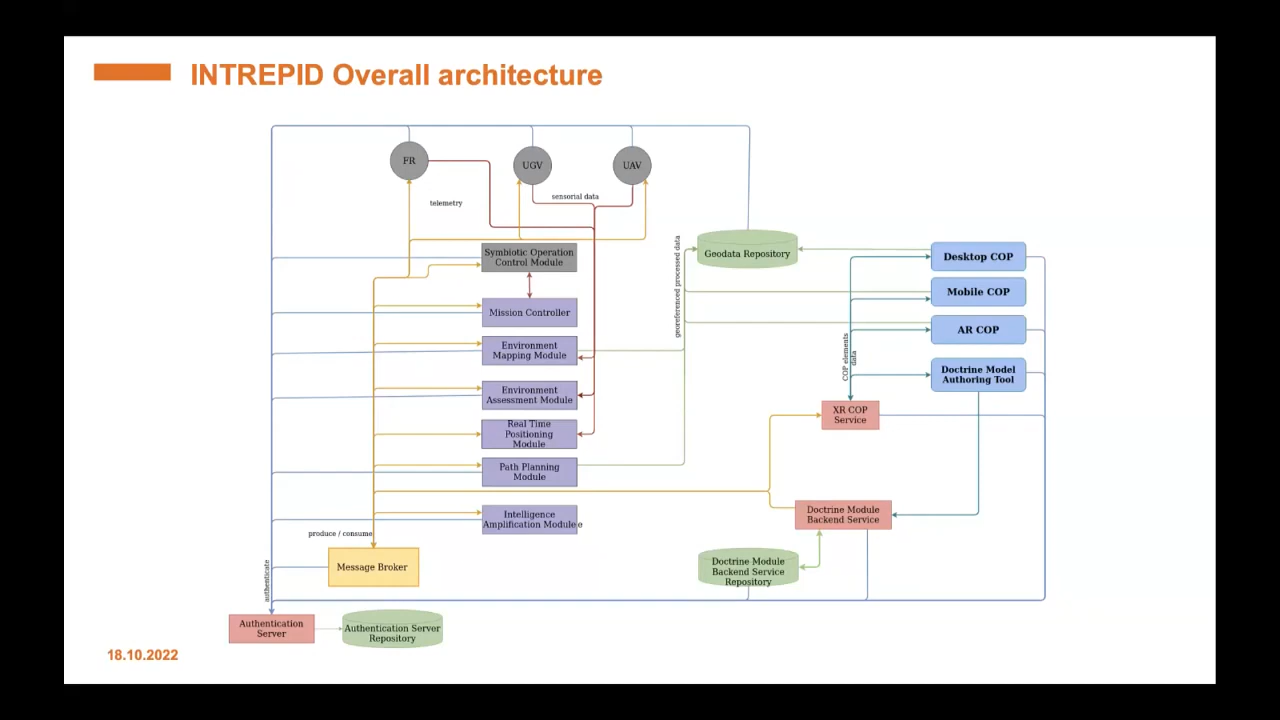 INTREPID Overall architecture
FR
UGV
UAV
telemetry
sensorial data
Symbiotic Operation
Control Module
Mission Controller
Environment
Mapping Module
Environment
Assessment Module
Real Time
Positioning
Module
Path Planning
Module
Intelligence
Amplification Module e
georeferenced processed data
Geodata Repository
Desktop COP
Mobile COP
AR COP
Doctrine Model
Authoring Tool
COP elements
data
XR COP
Service
Doctrine Module
Backend Service
Doctrine Module
Backend Service
Repository
produce / consume
Message Broker
authenticate
Authentication
Server
Authentication Server
Repository
18.10.2022